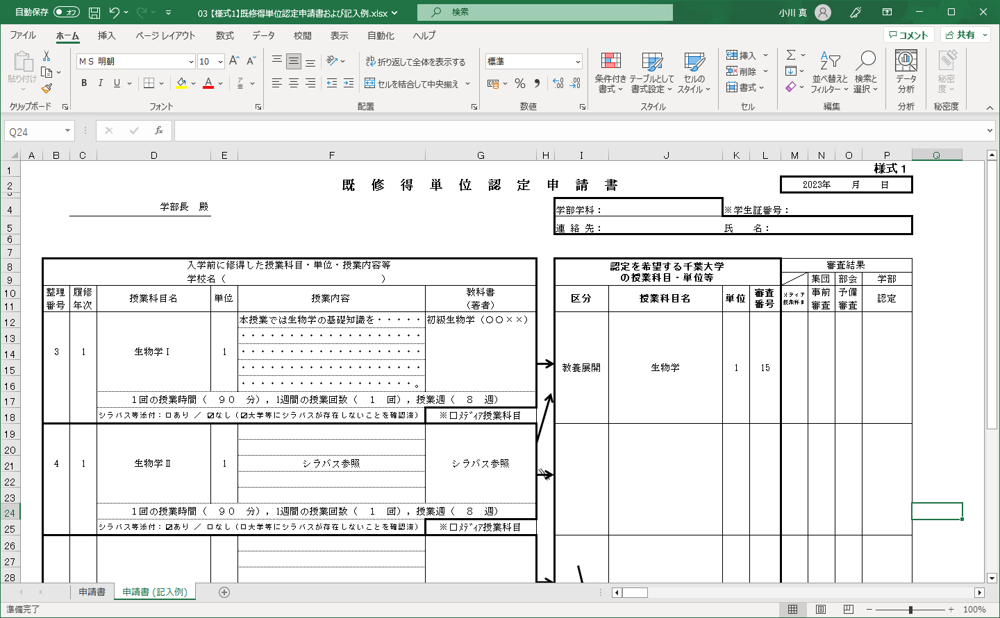 自動保存 オフ 03【様式1】既修得単位認定申請書および記入例.xlsx 検索 小川 真
ファイル ホーム 挿入 ページ レイアウト 数式 データ 校閲 表示 自動化 ヘルプ コメント 共有
貼り付け
ＭＳ 明朝 10 A A
B I U A 亜
折り返して全体を表示する
セルを結合して中央揃え
標準
% 9 .00 .00
条件付き書式
テーブルとして書式設定
セルのスタイル
挿入
削除
書式
並べ替えとフィルター
検索と選択
データ分析
秘密度
クリップボード フォント 配置 数値 スタイル セル 編集 分析 秘密度
Q24 fx
A B C D E F G H I J K L M N O P Q
1 様式１
2 既修得単位認定申請書 2023年 月 日
3
4 学部長 殿 学部学科： ※学生証番号：
5 連 絡 先： 氏 名：
6
7
8 入学前に修得した授業科目・単位・授業内容等 認定を希望する千葉大学 審査結果
9 学校名（ ） の授業科目・単位等 集団 部会 学部
10 整理 履修 授業科目名 単位 授業内容 教科書 区分 授業科目名 単位 審査 メディア 事前 予備 認定
11 番号 年次 （著者） 番号 授業科目 審査 審査
12 本授業では生物学の基礎知識を・・・・・ 初級生物学（〇〇××）
13 ・・・・・・・・・・・・・・・・
14 3 1 生物学Ⅰ 1 ・・・・・・・・・・・・・・・・
15 ・・・・・・・・・・・・・・・・ 教養展開 生物学 1 15
16 ・・・・・・・・・・・・・・・。
17 １回の授業時間（ ９０ 分），1週間の授業回数（ １ 回），授業週（ ８ 週）
18 シラバス等添付：□あり ／ ☑なし（☑大学等にシラバスが存在しないことを確認済） ※□ﾒﾃﾞｨｱ授業科目
19
20
21 4 1 生物学Ⅱ 1 シラバス参照 シラバス参照
22
23
24 １回の授業時間（ ９０ 分），1週間の授業回数（ １ 回），授業週（ ８ 週）
25 シラバス等添付：☑あり ／ □なし（□大学等にシラバスが存在しないことを確認済） ※□ﾒﾃﾞｨｱ授業科目
26
27
28
申請書 申請書 (記入例)
準備完了 100%